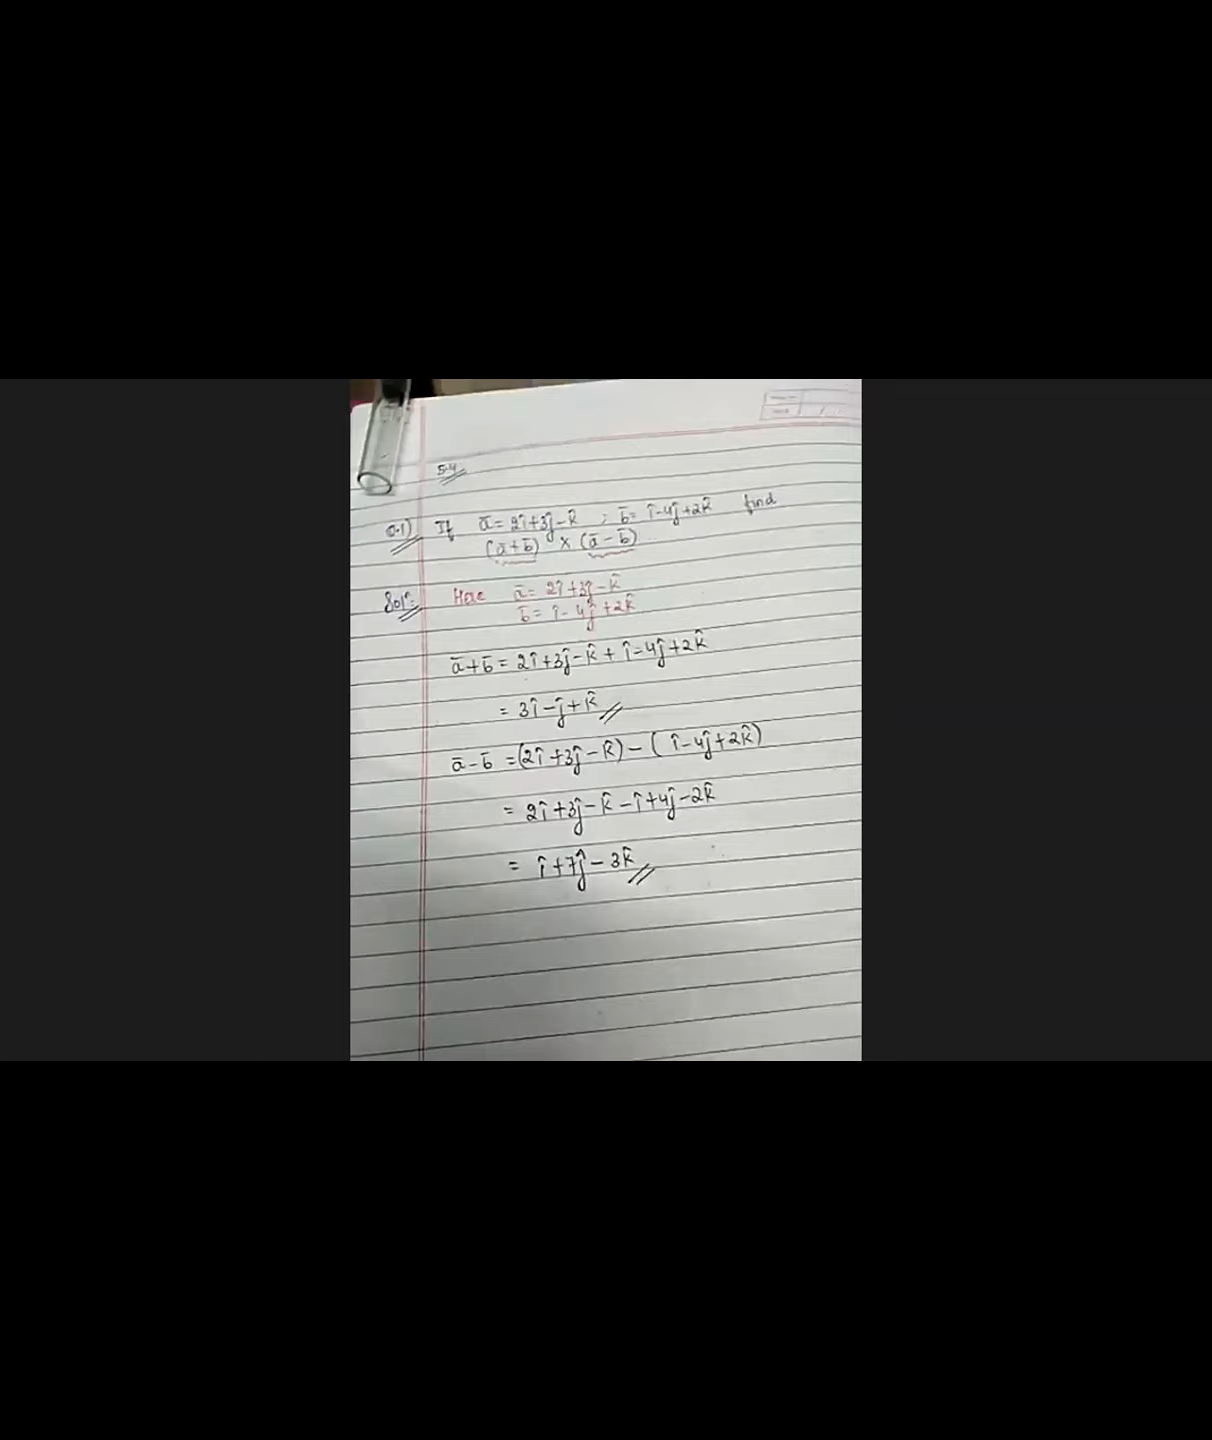 5.4
Q.1) If a̅ = 2î+3ĵ-k̂ ; b̅ = î-4ĵ+2k̂ find
(a̅+b̅) × (a̅-b̅)
Solⁿ: Here a̅ = 2î+3ĵ-k̂
b̅ = î-4ĵ+2k̂
a̅+b̅ = 2î+3ĵ-k̂ + î-4ĵ+2k̂
= 3î-ĵ+k̂
a̅-b̅ = (2î+3ĵ-k̂) - (î-4ĵ+2k̂)
= 2î+3ĵ-k̂-î+4ĵ-2k̂
= î+7ĵ-3k̂